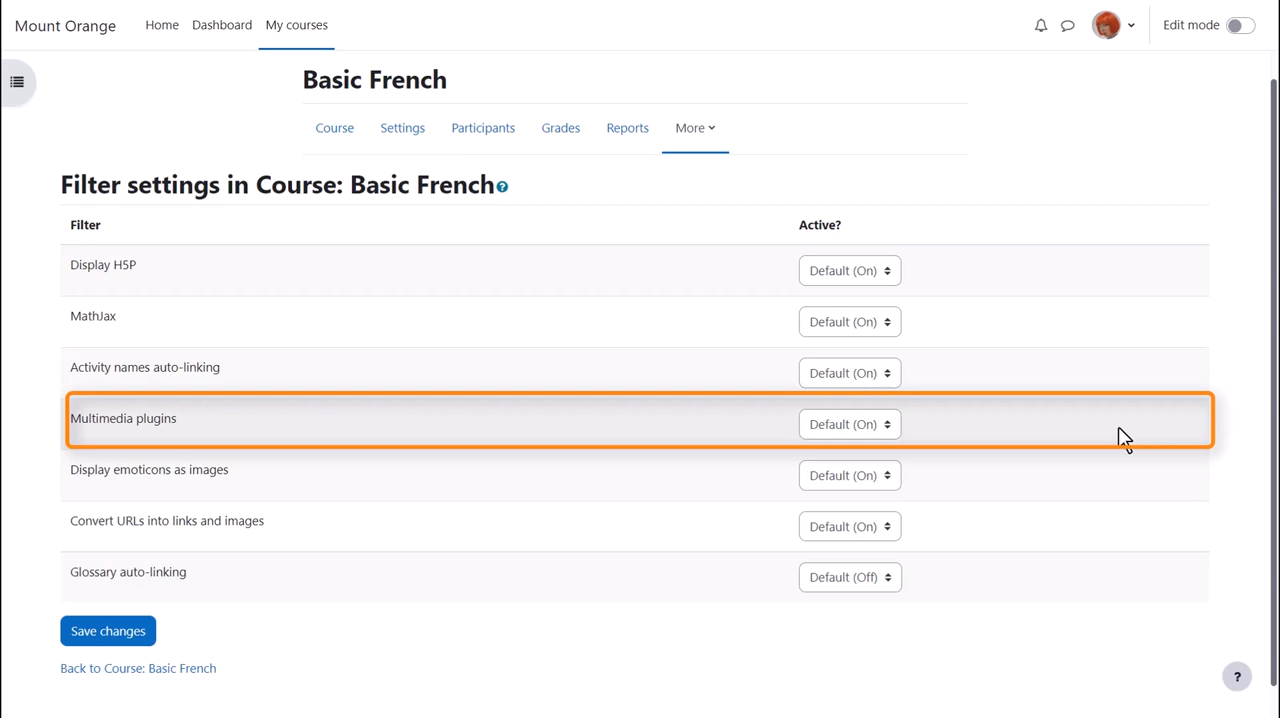 Mount Orange Home Dashboard My courses Edit mode
Basic French
Course Settings Participants Grades Reports More
Filter settings in Course: Basic French ?
Filter Active?
Display H5P Default (On)
MathJax Default (On)
Activity names auto-linking Default (On)
Multimedia plugins Default (On)
Display emoticons as images Default (On)
Convert URLs into links and images Default (On)
Glossary auto-linking Default (Off)
Save changes
Back to Course: Basic French
?